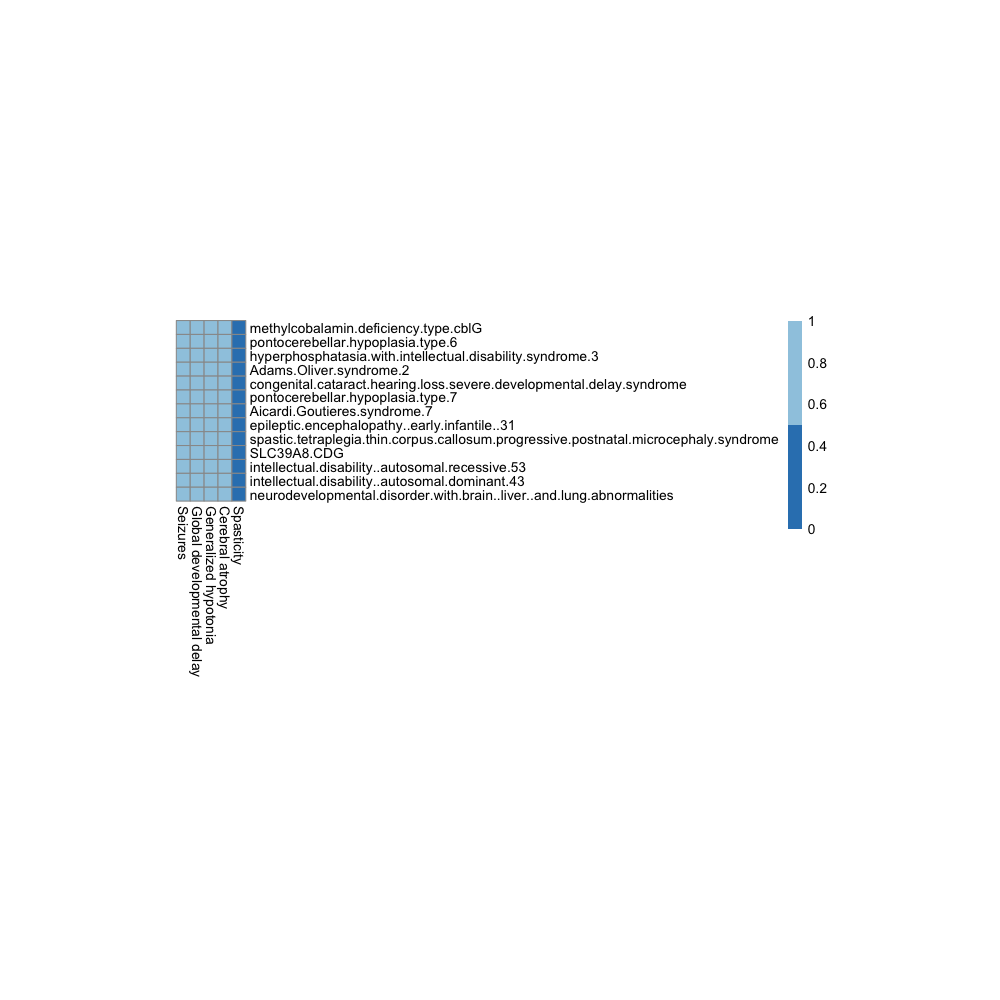 methylcobalamin.deficiency.type.cblG
pontocerebellar.hypoplasia.type.6
hyperphosphatasia.with.intellectual.disability.syndrome.3
Adams.Oliver.syndrome.2
congenital.cataract.hearing.loss.severe.developmental.delay.syndrome
pontocerebellar.hypoplasia.type.7
Aicardi.Goutieres.syndrome.7
epileptic.encephalopathy..early.infantile..31
spastic.tetraplegia.thin.corpus.callosum.progressive.postnatal.microcephaly.syndrome
SLC39A8.CDG
intellectual.disability..autosomal.recessive.53
intellectual.disability..autosomal.dominant.43
neurodevelopmental.disorder.with.brain..liver..and.lung.abnormalities
Seizures
Global developmental delay
Generalized hypotonia
Cerebral atrophy
Spasticity
1
0.8
0.6
0.4
0.2
0